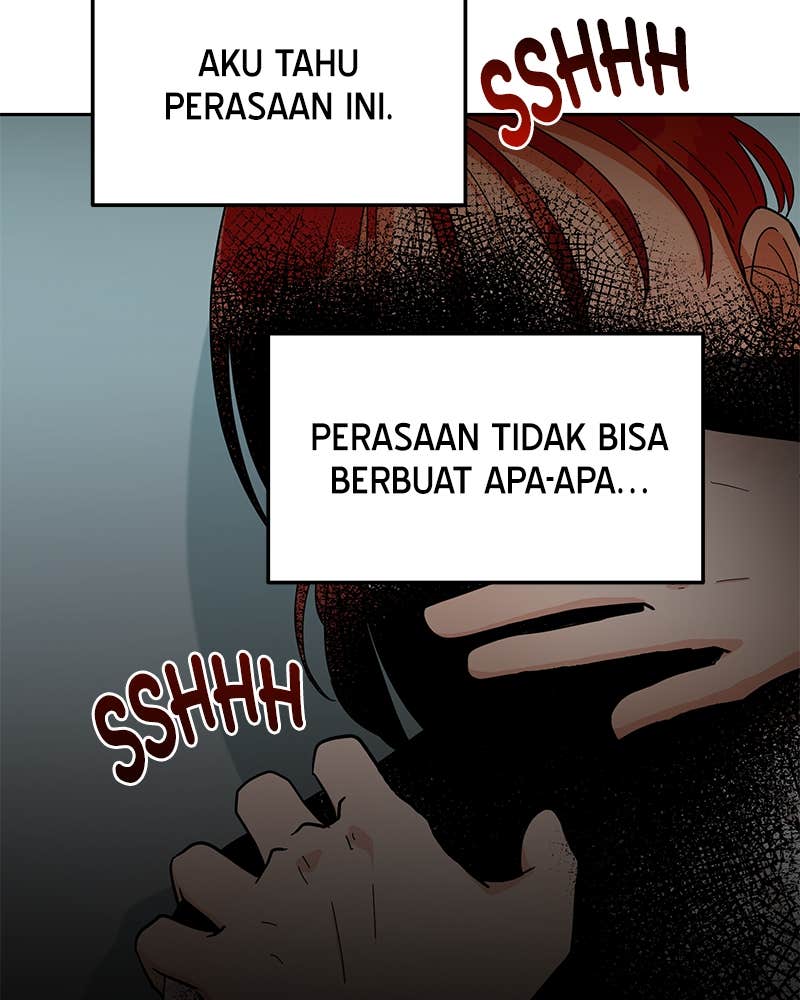 AKU TAHU
PERASAAN INI.
SSHHH
PERASAAN TIDAK BISA
BERBUAT APA-APA...
SSHHH